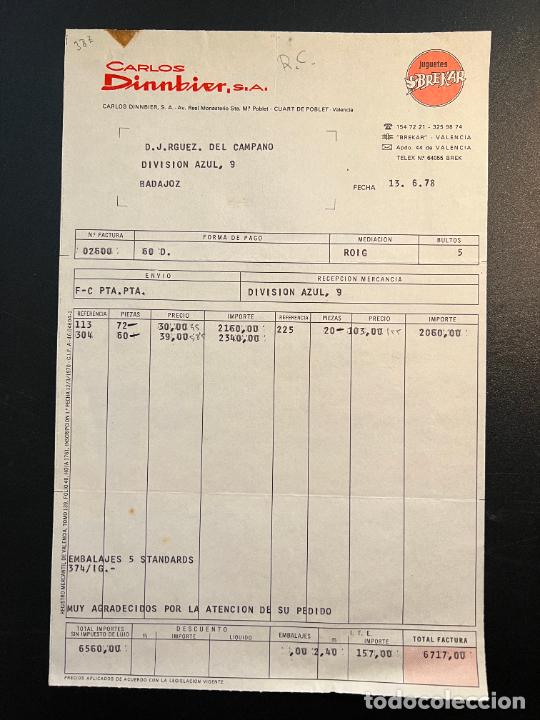 337
R.C.
CARLOS
Dinnbier, S.A.
juguetes
BREKAR
CARLOS DINNBIER, S. A. - Av. Real Monasterio Sta. Mª Poblet - CUART DE POBLET - Valencia
154 72 21 - 325 98 74
"BREKAR" - VALENCIA
Apdo. 44 de VALENCIA
TELEX Nº 64066 BREK
D.J.RGUEZ. DEL CAMPANO
DIVISION AZUL, 9
BADAJOZ
FECHA 13. 6.78
Nº FACTURA FORMA DE PAGO MEDIACION BULTOS
02600 60 D. ROIG 5
ENVIO RECEPCION MERCANCIA
F-C PTA.PTA. DIVISION AZUL, 9
REFERENCIA PIEZAS PRECIO IMPORTE REFERENCIA PIEZAS PRECIO IMPORTE
113 72- 30,00 2160,00 225 20- 103,00 2060,00
304 60- 39,00 2340,00
EMBALAJES 5 STANDARDS
374/IG.-
MUY AGRADECIDOS POR LA ATENCION DE SU PEDIDO
TOTAL IMPORTES SIN IMPUESTO DE LUJO DESCUENTO EMBALAJES I. T. E. TOTAL FACTURA
m IMPORTE LIQUIDO m IMPORTE
6560,00 ,00 2,40 157,00 6717,00
PRECIOS APLICADOS DE ACUERDO CON LA LEGISLACION VIGENTE
todocoleccion
todocoleccion.net